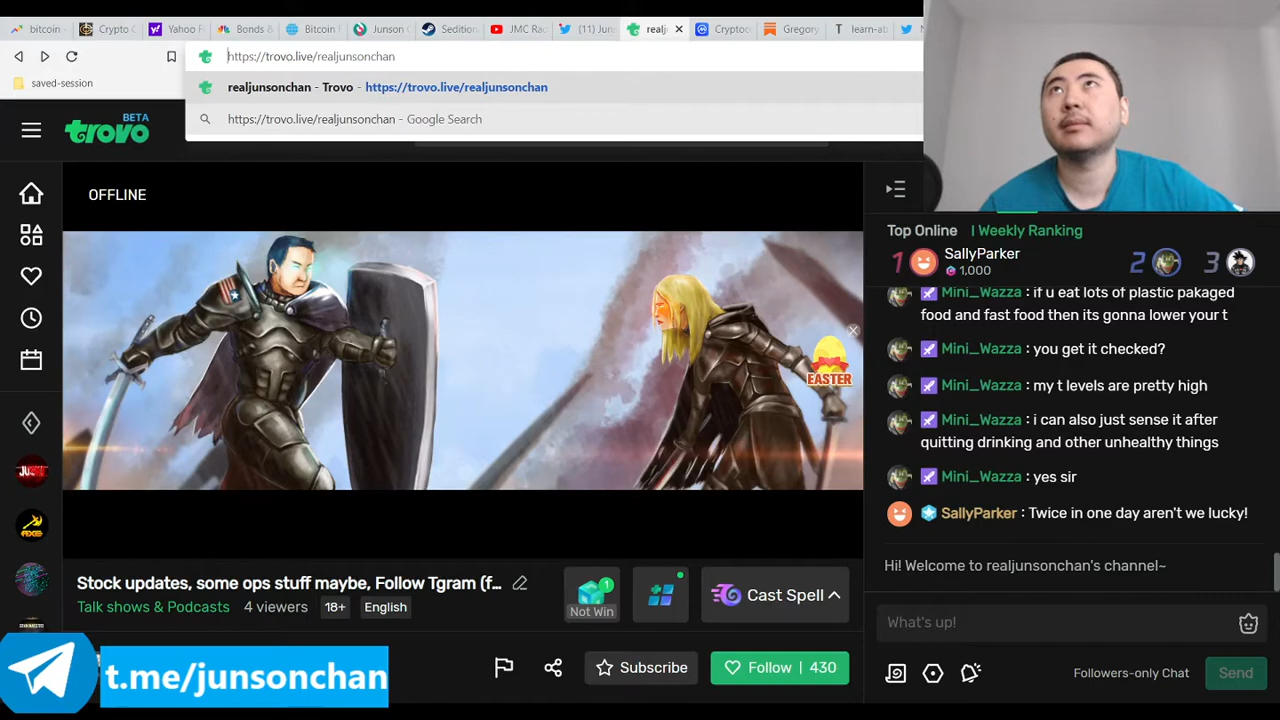 bitcoin
Crypto C
Yahoo F
Bonds &
Bitcoin F
Junson C
Sedition
JMC Rac
(11) Jun
realj
Cryptoc
Gregory
learn-ab
N
https://trovo.live/realjunsonchan
saved-session
realjunsonchan - Trovo - https://trovo.live/realjunsonchan
https://trovo.live/realjunsonchan - Google Search
BETA
trovo
OFFLINE
JUST
AXE
EASTER
Stock updates, some ops stuff maybe, Follow Tgram (f...
Talk shows & Podcasts 4 viewers 18+ English
1
Not Win
Cast Spell
Subscribe
Follow | 430
t.me/junsonchan
Top Online | Weekly Ranking
1 SallyParker
1,000
2
3
Mini_Wazza : if u eat lots of plastic pakaged
food and fast food then its gonna lower your t
Mini_Wazza : you get it checked?
Mini_Wazza : my t levels are pretty high
Mini_Wazza : i can also just sense it after
quitting drinking and other unhealthy things
Mini_Wazza : yes sir
SallyParker : Twice in one day aren't we lucky!
Hi! Welcome to realjunsonchan's channel~
What's up!
Followers-only Chat
Send